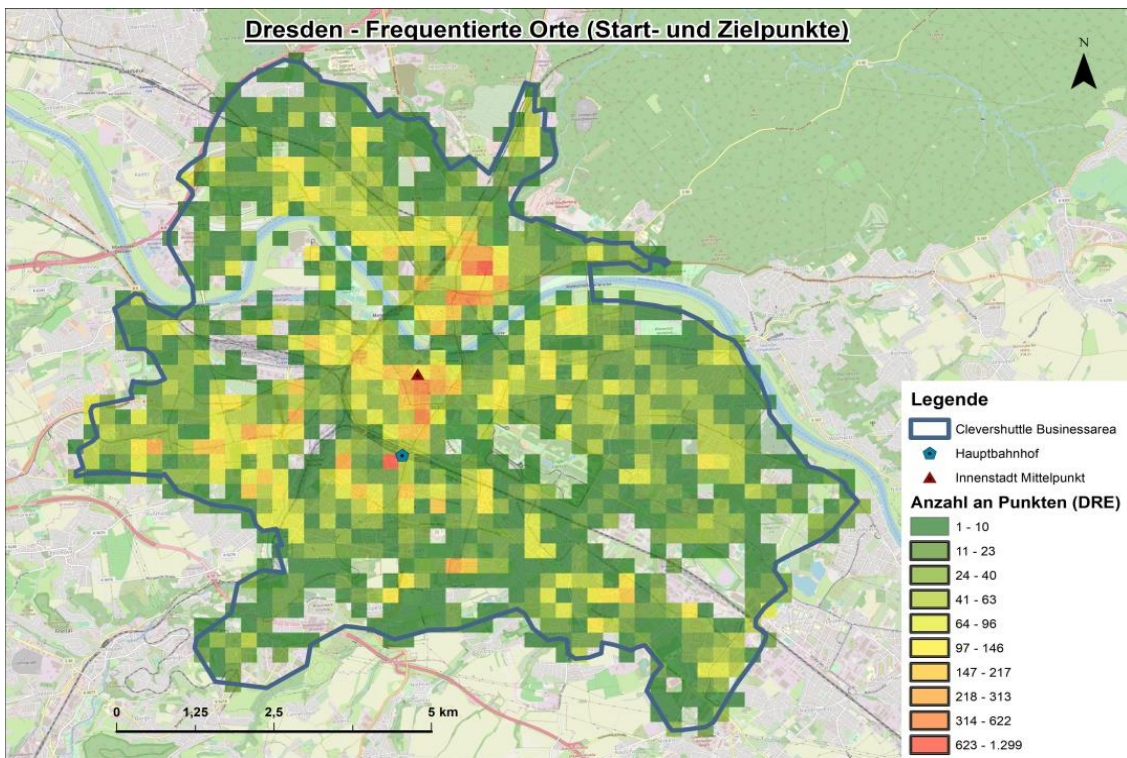 Dresden - Frequentierte Orte (Start- und Zielpunkte)
N
Legende
Clevershuttle Businessarea
Hauptbahnhof
Innenstadt Mittelpunkt
Anzahl an Punkten (DRE)
1 - 10
11 - 23
24 - 40
41 - 63
64 - 96
97 - 146
147 - 217
218 - 313
314 - 622
623 - 1.299
0 1,25 2,5 5 km